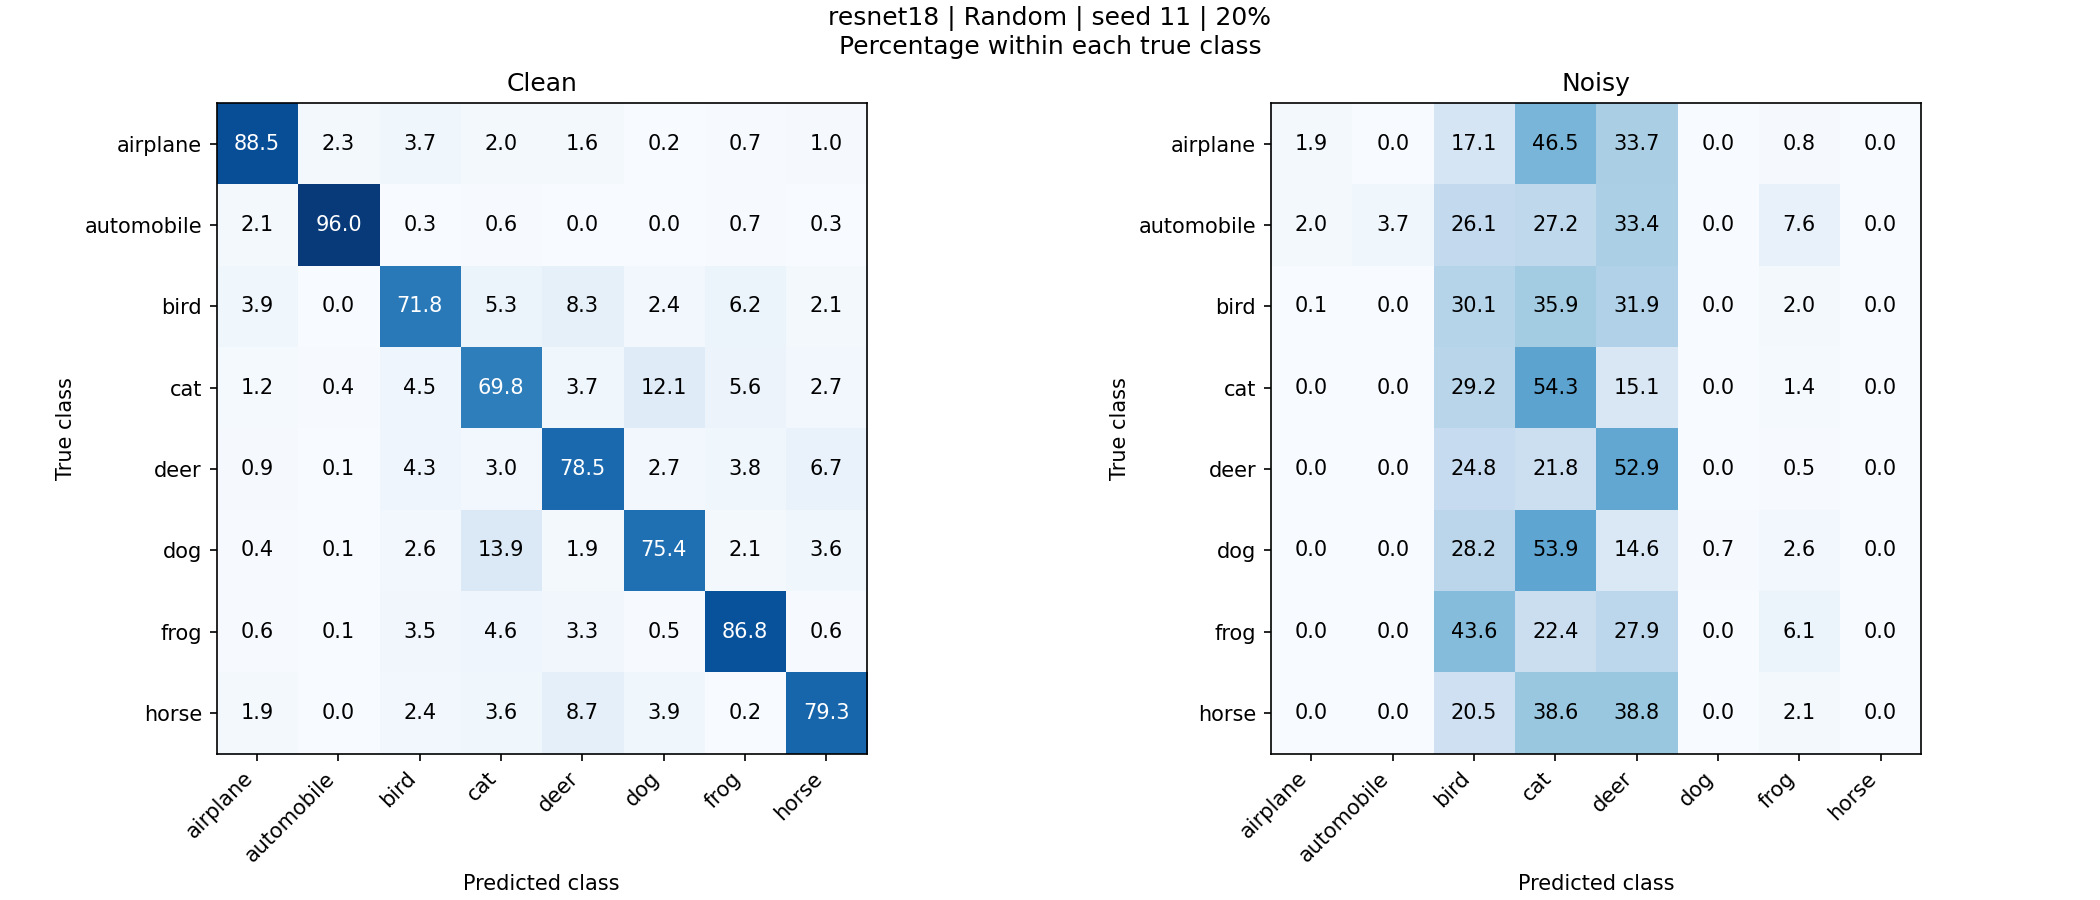 resnet18 | Random | seed 11 | 20%
Percentage within each true class
Clean
True class
airplane 88.5 2.3 3.7 2.0 1.6 0.2 0.7 1.0
automobile 2.1 96.0 0.3 0.6 0.0 0.0 0.7 0.3
bird 3.9 0.0 71.8 5.3 8.3 2.4 6.2 2.1
cat 1.2 0.4 4.5 69.8 3.7 12.1 5.6 2.7
deer 0.9 0.1 4.3 3.0 78.5 2.7 3.8 6.7
dog 0.4 0.1 2.6 13.9 1.9 75.4 2.1 3.6
frog 0.6 0.1 3.5 4.6 3.3 0.5 86.8 0.6
horse 1.9 0.0 2.4 3.6 8.7 3.9 0.2 79.3
airplane automobile bird cat deer dog frog horse
Predicted class
Noisy
True class
airplane 1.9 0.0 17.1 46.5 33.7 0.0 0.8 0.0
automobile 2.0 3.7 26.1 27.2 33.4 0.0 7.6 0.0
bird 0.1 0.0 30.1 35.9 31.9 0.0 2.0 0.0
cat 0.0 0.0 29.2 54.3 15.1 0.0 1.4 0.0
deer 0.0 0.0 24.8 21.8 52.9 0.0 0.5 0.0
dog 0.0 0.0 28.2 53.9 14.6 0.7 2.6 0.0
frog 0.0 0.0 43.6 22.4 27.9 0.0 6.1 0.0
horse 0.0 0.0 20.5 38.6 38.8 0.0 2.1 0.0
airplane automobile bird cat deer dog frog horse
Predicted class